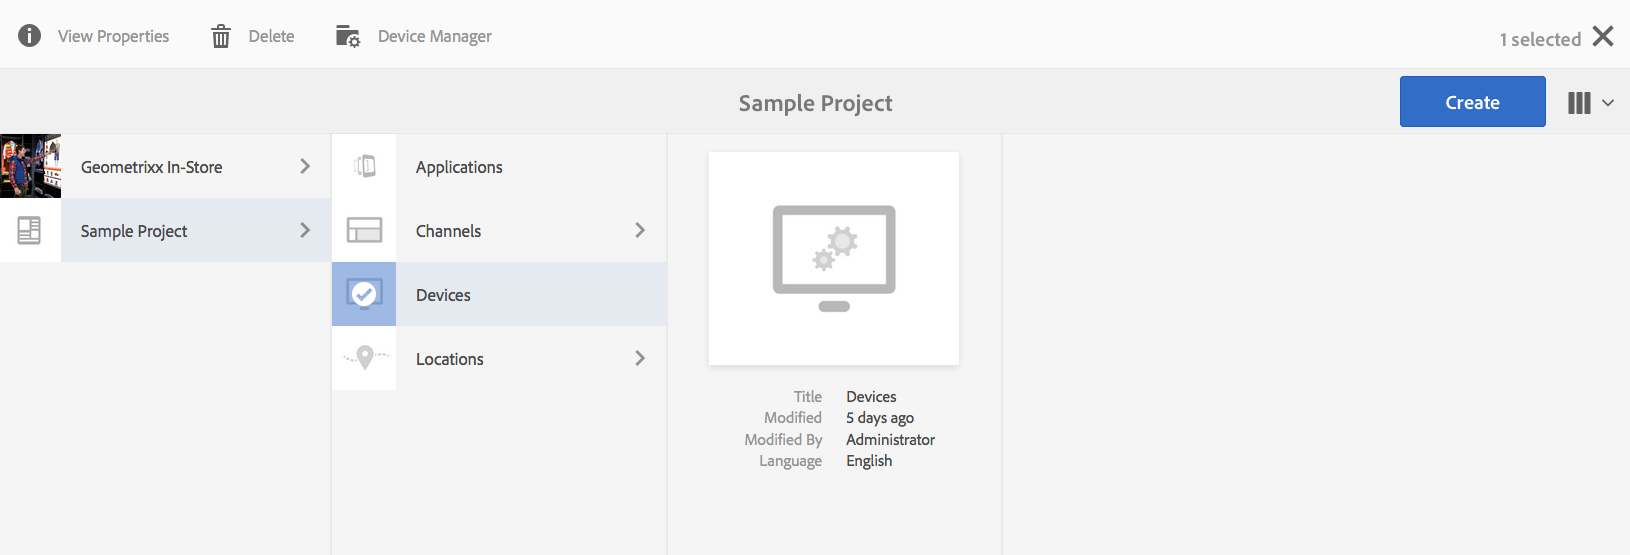 View Properties
Delete
Device Manager
1 selected
Sample Project
Create
Geometrixx In-Store
Sample Project
Applications
Channels
Devices
Locations
Title Devices
Modified 5 days ago
Modified By Administrator
Language English